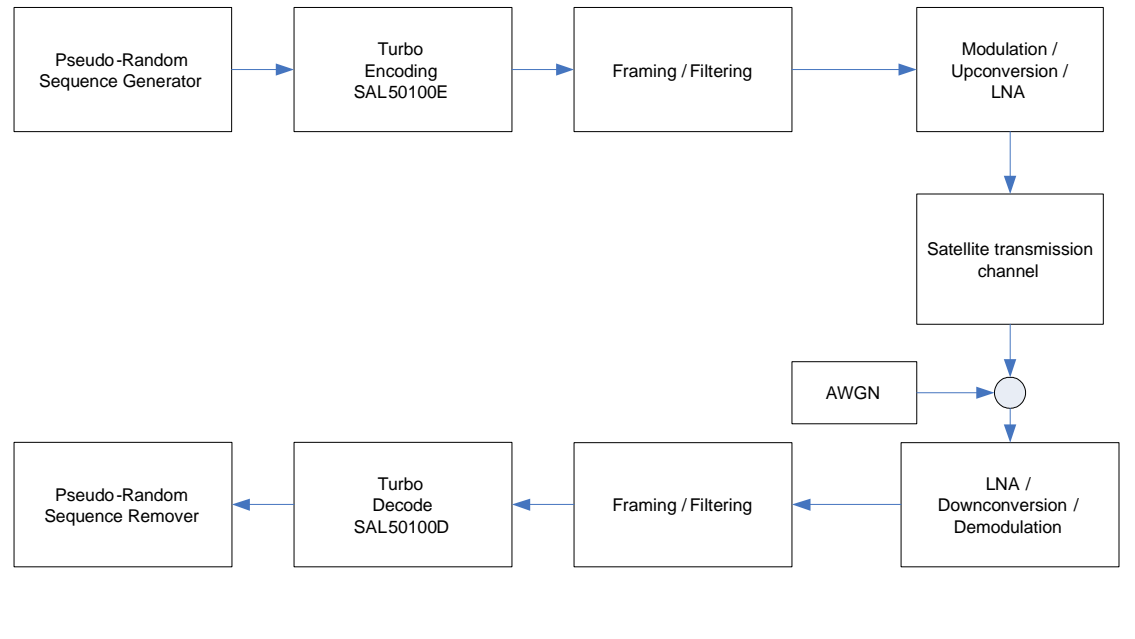 Pseudo-Random
Sequence Generator
Turbo
Encoding
SAL50100E
Framing / Filtering
Modulation /
Upconversion /
LNA
Satellite transmission
channel
AWGN
Pseudo-Random
Sequence Remover
Turbo
Decode
SAL50100D
Framing / Filtering
LNA /
Downconversion /
Demodulation